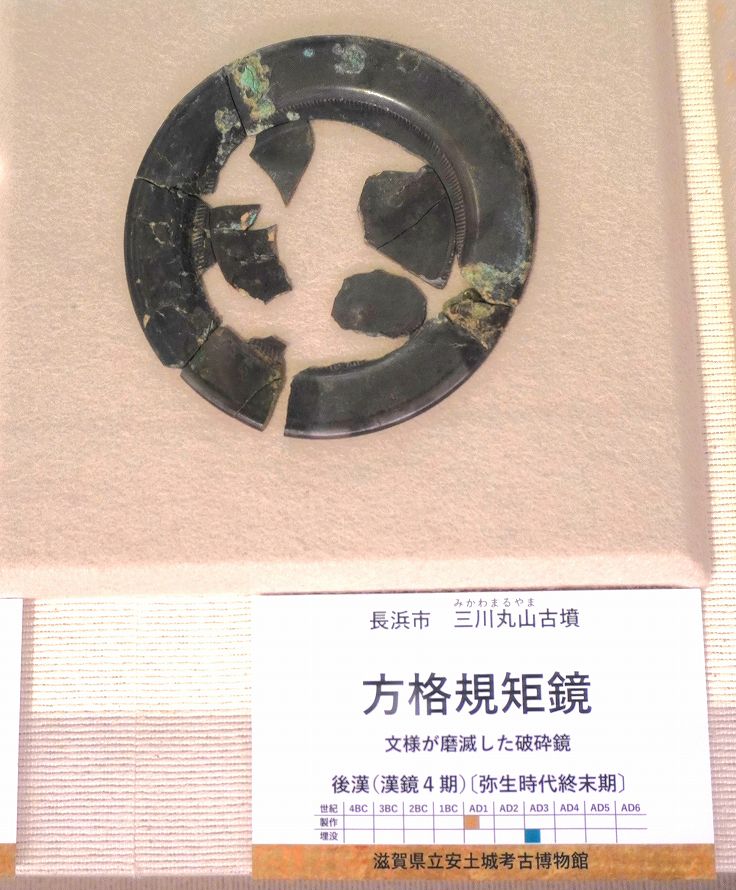 みかわまるやま
長浜市 三川丸山古墳
方格規矩鏡
文様が磨滅した破砕鏡
後漢（漢鏡４期）〔弥生時代終末期〕
世紀 4BC 3BC 2BC 1BC AD1 AD2 AD3 AD4 AD5 AD6
製作
埋没
滋賀県立安土城考古博物館